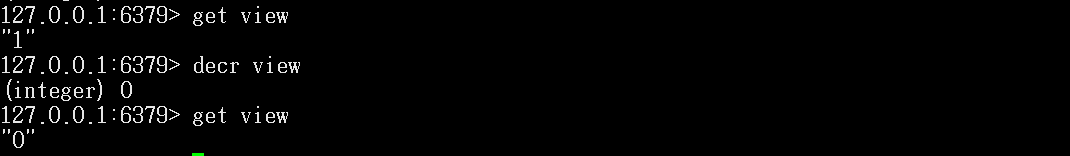 127.0.0.1:6379> get view
"1"
127.0.0.1:6379> decr view
(integer) 0
127.0.0.1:6379> get view
"0"